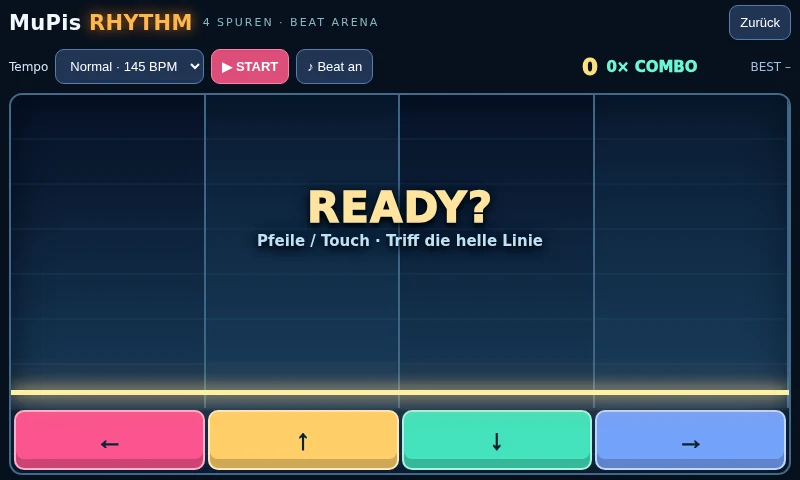 MuPis RHYTHM 4 SPUREN · BEAT ARENA Zurück
Tempo Normal · 145 BPM ▶ START ♪ Beat an 0 0× COMBO BEST –
READY?
Pfeile / Touch · Triff die helle Linie
← ↑ ↓ →